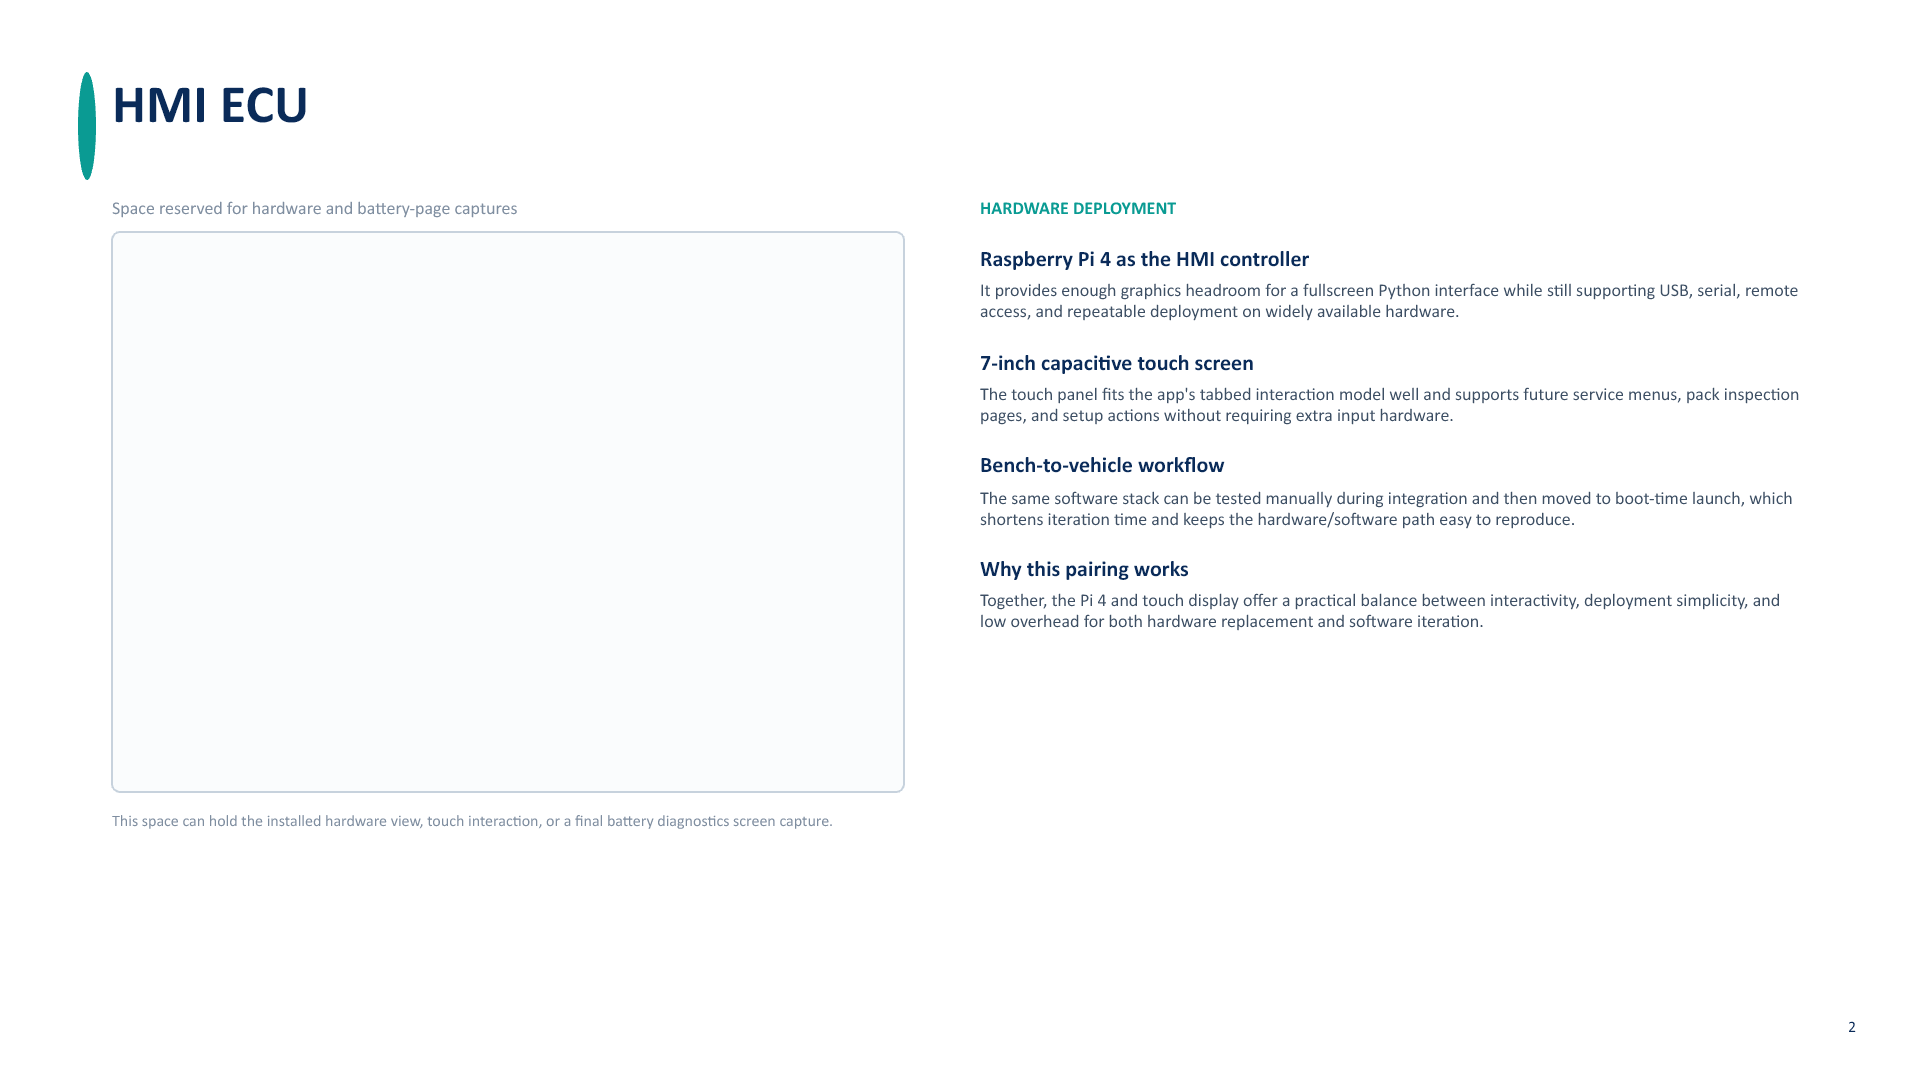 HMI ECU
Space reserved for hardware and battery-page captures
This space can hold the installed hardware view, touch interaction, or a final battery diagnostics screen capture.
HARDWARE DEPLOYMENT
Raspberry Pi 4 as the HMI controller
It provides enough graphics headroom for a fullscreen Python interface while still supporting USB, serial, remote
access, and repeatable deployment on widely available hardware.
7-inch capacitive touch screen
The touch panel fits the app's tabbed interaction model well and supports future service menus, pack inspection
pages, and setup actions without requiring extra input hardware.
Bench-to-vehicle workflow
The same software stack can be tested manually during integration and then moved to boot-time launch, which
shortens iteration time and keeps the hardware/software path easy to reproduce.
Why this pairing works
Together, the Pi 4 and touch display offer a practical balance between interactivity, deployment simplicity, and
low overhead for both hardware replacement and software iteration.
2